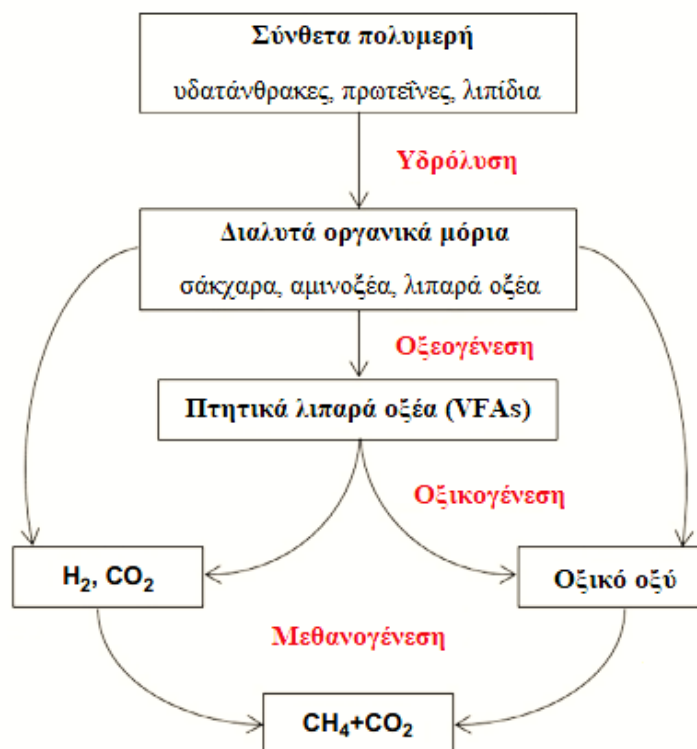 Σύνθετα πολυμερή
υδατάνθρακες, πρωτεΐνες, λιπίδια
Υδρόλυση
Διαλυτά οργανικά μόρια
σάκχαρα, αμινοξέα, λιπαρά οξέα
Οξεογένεση
Πτητικά λιπαρά οξέα (VFAs)
Οξικογένεση
H₂, CO₂
Οξικό οξύ
Μεθανογένεση
CH₄+CO₂